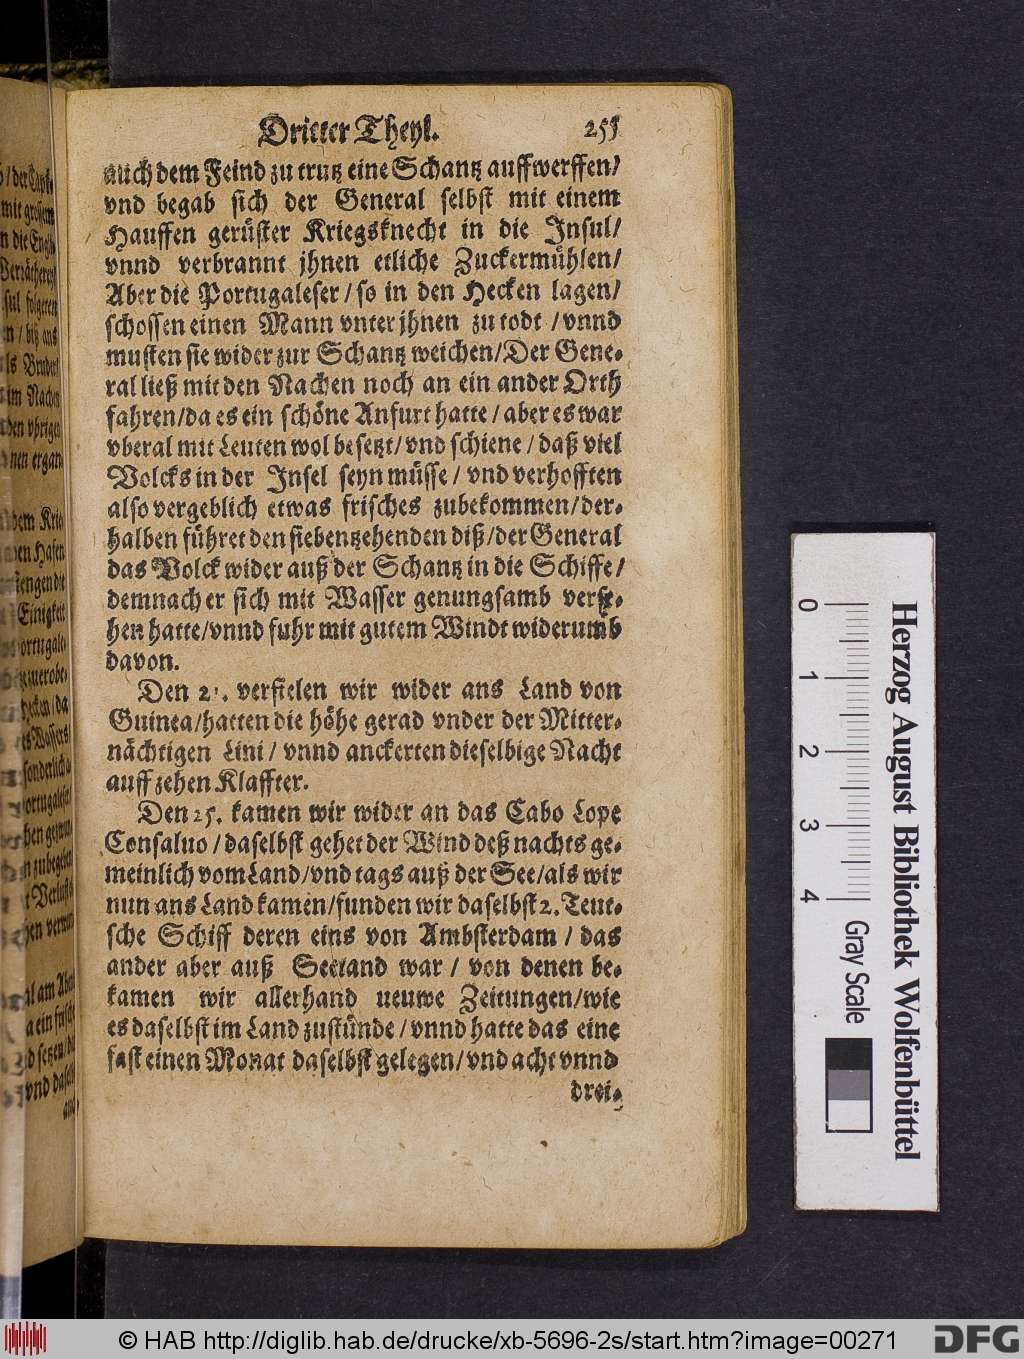 Dritter Theyl. 251
auch dem Feind zu trutz eine Schantz auffwerffen/
vnd begab sich der General selbst mit einem
Hauffen gerüster Kriegsknecht in die Insul/
vnnd verbrannt jhnen etliche Zuckermühlen/
Aber die Portugaleser / so in den Hecken lagen/
schossen einen Mann vnter jhnen zu todt / vnnd
musten sie wider zur Schantz weichen/Der Gene-
ral ließ mit den Nachen noch an ein ander Orth
fahren/da es ein schöne Anfurt hatte / aber es war
vberal mit Leuten wol besetzt/ vnd schiene / daß viel
Volcks in der Insel seyn müsse / vnd verhofften
also vergeblich etwas frisches zubekommen/der-
halben führet den siebentzehenden diß/der General
das Volck wider auß der Schantz in die Schiffe/
demnach er sich mit Wasser genungsamb verse-
hen hatte/vnnd fuhr mit gutem Windt widerumb
davon.
Den 21. verfielen wir wider ans Land von
Guinea/hatten die höhe gerad vnder der Mitter-
nächtigen Lini / vnnd anckerten dieselbige Nacht
auff zehen Klaffter.
Den 25. kamen wir wider an das Cabo Lope
Consaluo / daselbst gehet der Wind deß nachts ge-
meinlich vom Land/vnd tags auß der See/als wir
nun ans Land kamen/funden wir daselbst 2. Teut-
sche Schiff deren eins von Ambsterdam / das
ander aber auß Seeland war / von denen be-
kamen wir allerhand neuwe Zeitungen/wie
es daselbst im Land zustünde / vnnd hatte das eine
fast einen Monat daselbst gelegen/vnd acht vnnd
drei-
0 1 2 3 4
Gray Scale
Herzog August Bibliothek Wolfenbüttel
© HAB http://diglib.hab.de/drucke/xb-5696-2s/start.htm?image=00271
DFG